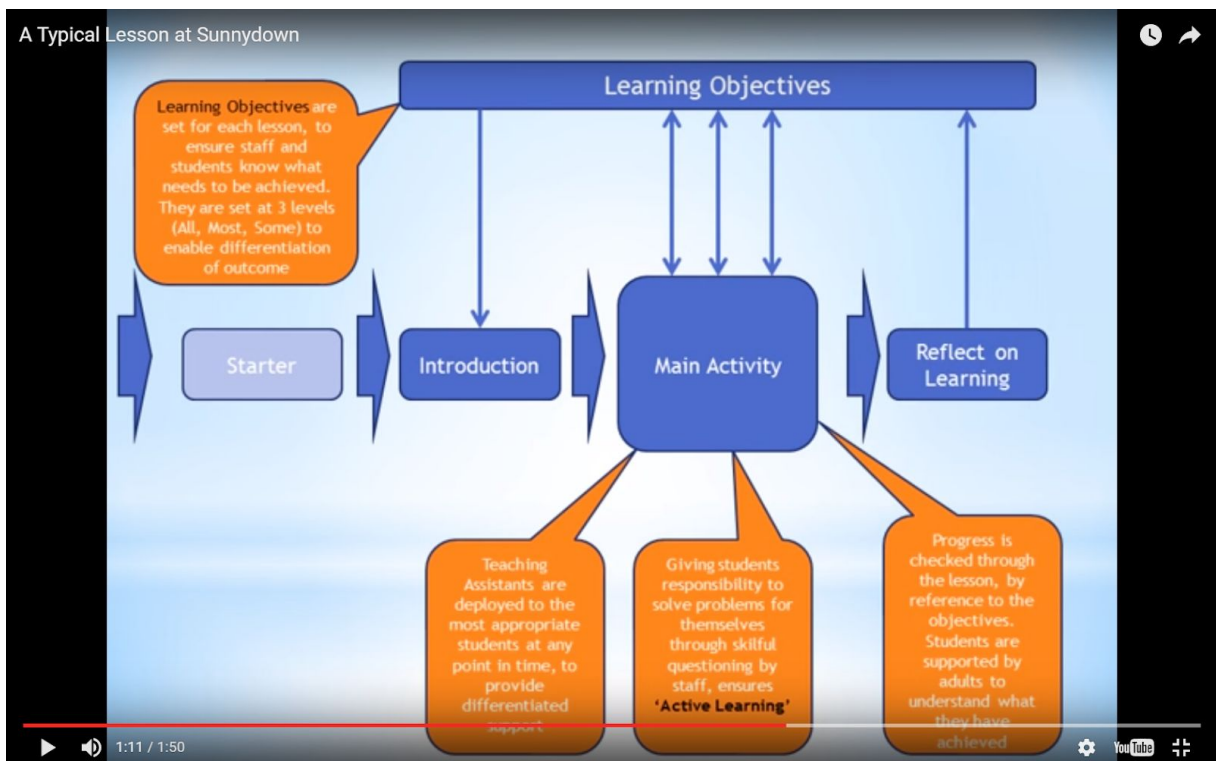 A Typical Lesson at Sunnydown
Learning Objectives
Learning Objectives are
set for each lesson, to
ensure staff and
students know what
needs to be achieved.
They are set at 3 levels
(All, Most, Some) to
enable differentiation
of outcome
Starter
Introduction
Main Activity
Reflect on
Learning
Teaching
Assistants are
deployed to the
most appropriate
students at any
point in time, to
provide
differentiated
support
Giving students
responsibility to
solve problems for
themselves
through skilful
questioning by
staff, ensures
‘Active Learning’
Progress is
checked through
the lesson, by
reference to the
objectives.
Students are
supported by
adults to
understand what
they have
achieved
1:11 / 1:50
YouTube